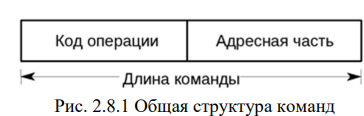 Код операции Адресная часть
Длина команды
Рис. 2.8.1 Общая структура команд